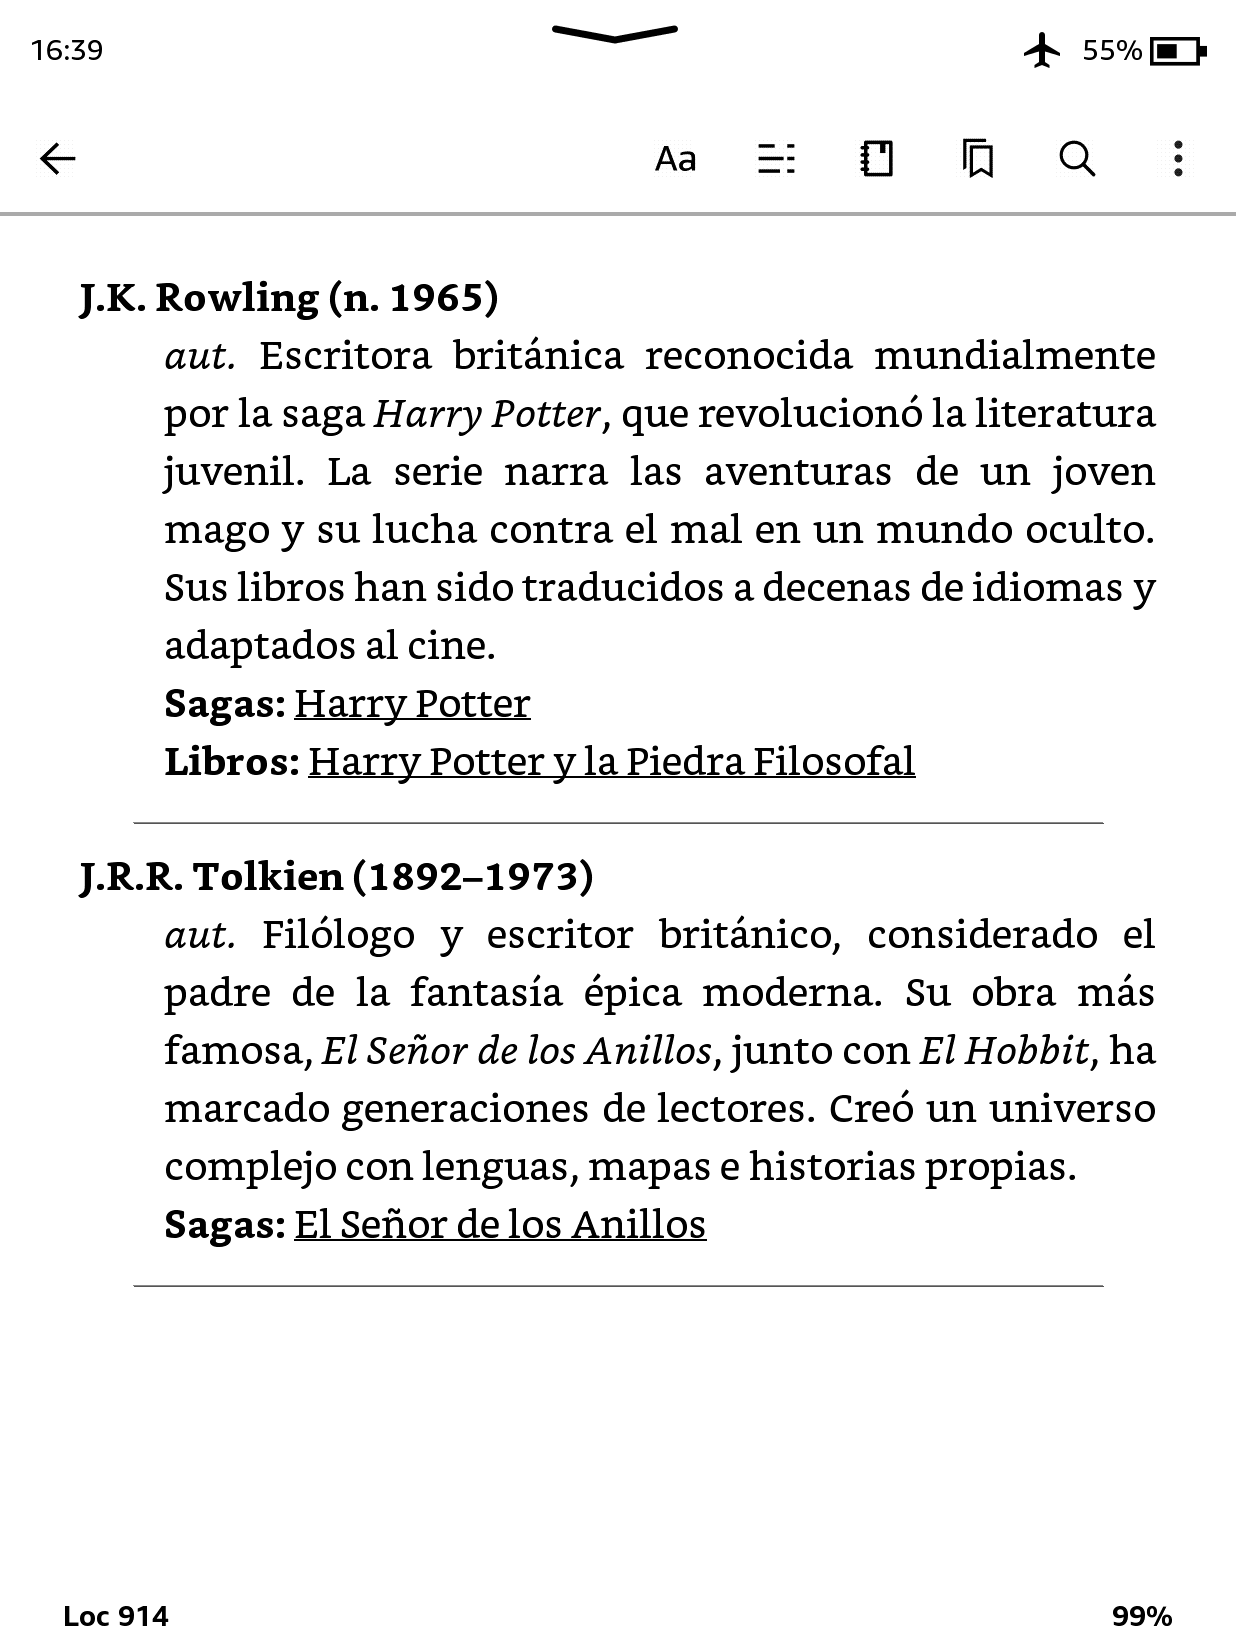 16:39
55%
Aa
J.K. Rowling (n. 1965)
aut. Escritora británica reconocida mundialmente
por la saga Harry Potter, que revolucionó la literatura
juvenil. La serie narra las aventuras de un joven
mago y su lucha contra el mal en un mundo oculto.
Sus libros han sido traducidos a decenas de idiomas y
adaptados al cine.
Sagas: Harry Potter
Libros: Harry Potter y la Piedra Filosofal
J.R.R. Tolkien (1892–1973)
aut. Filólogo y escritor británico, considerado el
padre de la fantasía épica moderna. Su obra más
famosa, El Señor de los Anillos, junto con El Hobbit, ha
marcado generaciones de lectores. Creó un universo
complejo con lenguas, mapas e historias propias.
Sagas: El Señor de los Anillos
Loc 914
99%